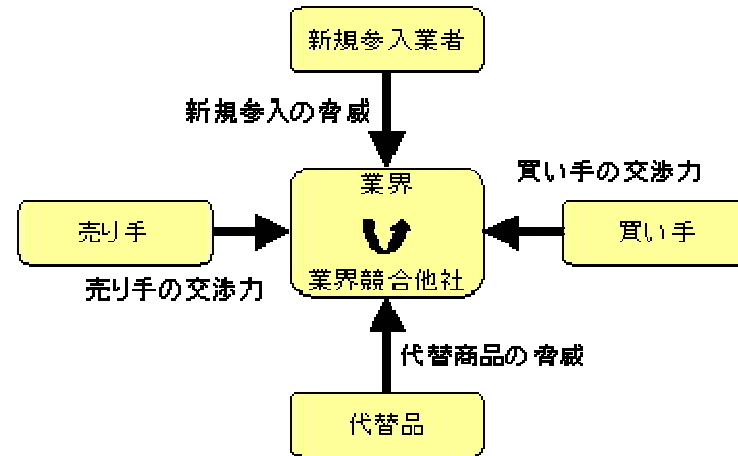 新規参入業者
新規参入の脅威
業界
買い手の交渉力
売り手
買い手
業界競合他社
売り手の交渉力
代替商品の脅威
代替品